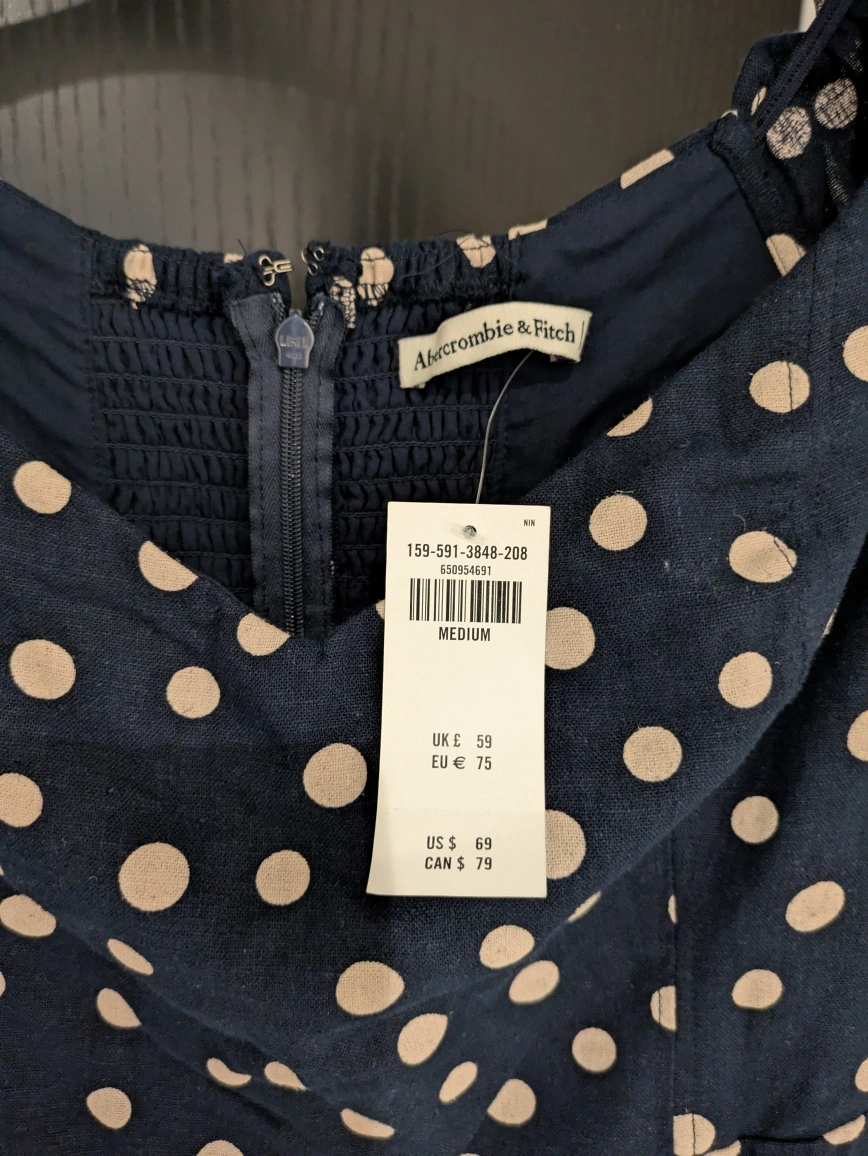 Abercrombie & Fitch
NIN
159-591-3848-208
650954691
MEDIUM
UK £ 59
EU € 75
US $ 69
CAN $ 79